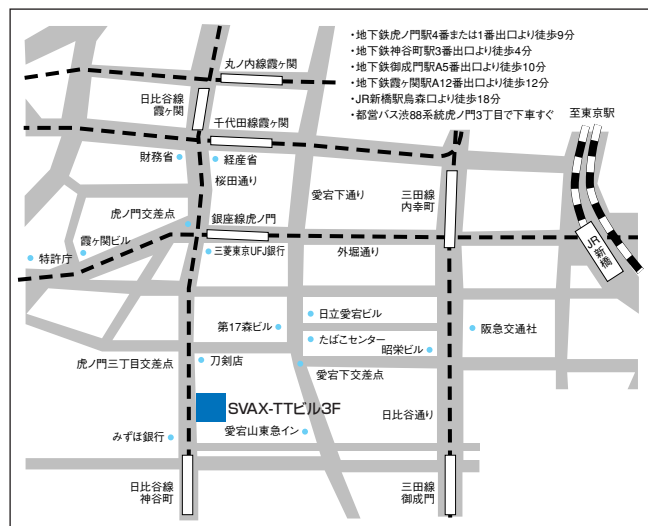 ・地下鉄虎ノ門駅4番または1番出口より徒歩9分
・地下鉄神谷町駅3番出口より徒歩4分
・地下鉄御成門駅A5番出口より徒歩10分
・地下鉄霞ヶ関駅A12番出口より徒歩12分
・JR新橋駅烏森口より徒歩18分
・都営バス渋88系統虎ノ門3丁目で下車すぐ
丸ノ内線霞ヶ関
日比谷線
霞ヶ関
千代田線霞ヶ関
至東京駅
財務省
経産省
桜田通り
愛宕下通り
三田線
内幸町
虎ノ門交差点
銀座線虎ノ門
霞ヶ関ビル
特許庁
三菱東京UFJ銀行
外堀通り
JR新橋
日立愛宕ビル
第17森ビル
たばこセンター
昭栄ビル
阪急交通社
虎ノ門三丁目交差点
刀剣店
愛宕下交差点
SVAX-TTビル3F
日比谷通り
みずほ銀行
愛宕山東急イン
日比谷線
神谷町
三田線
御成門